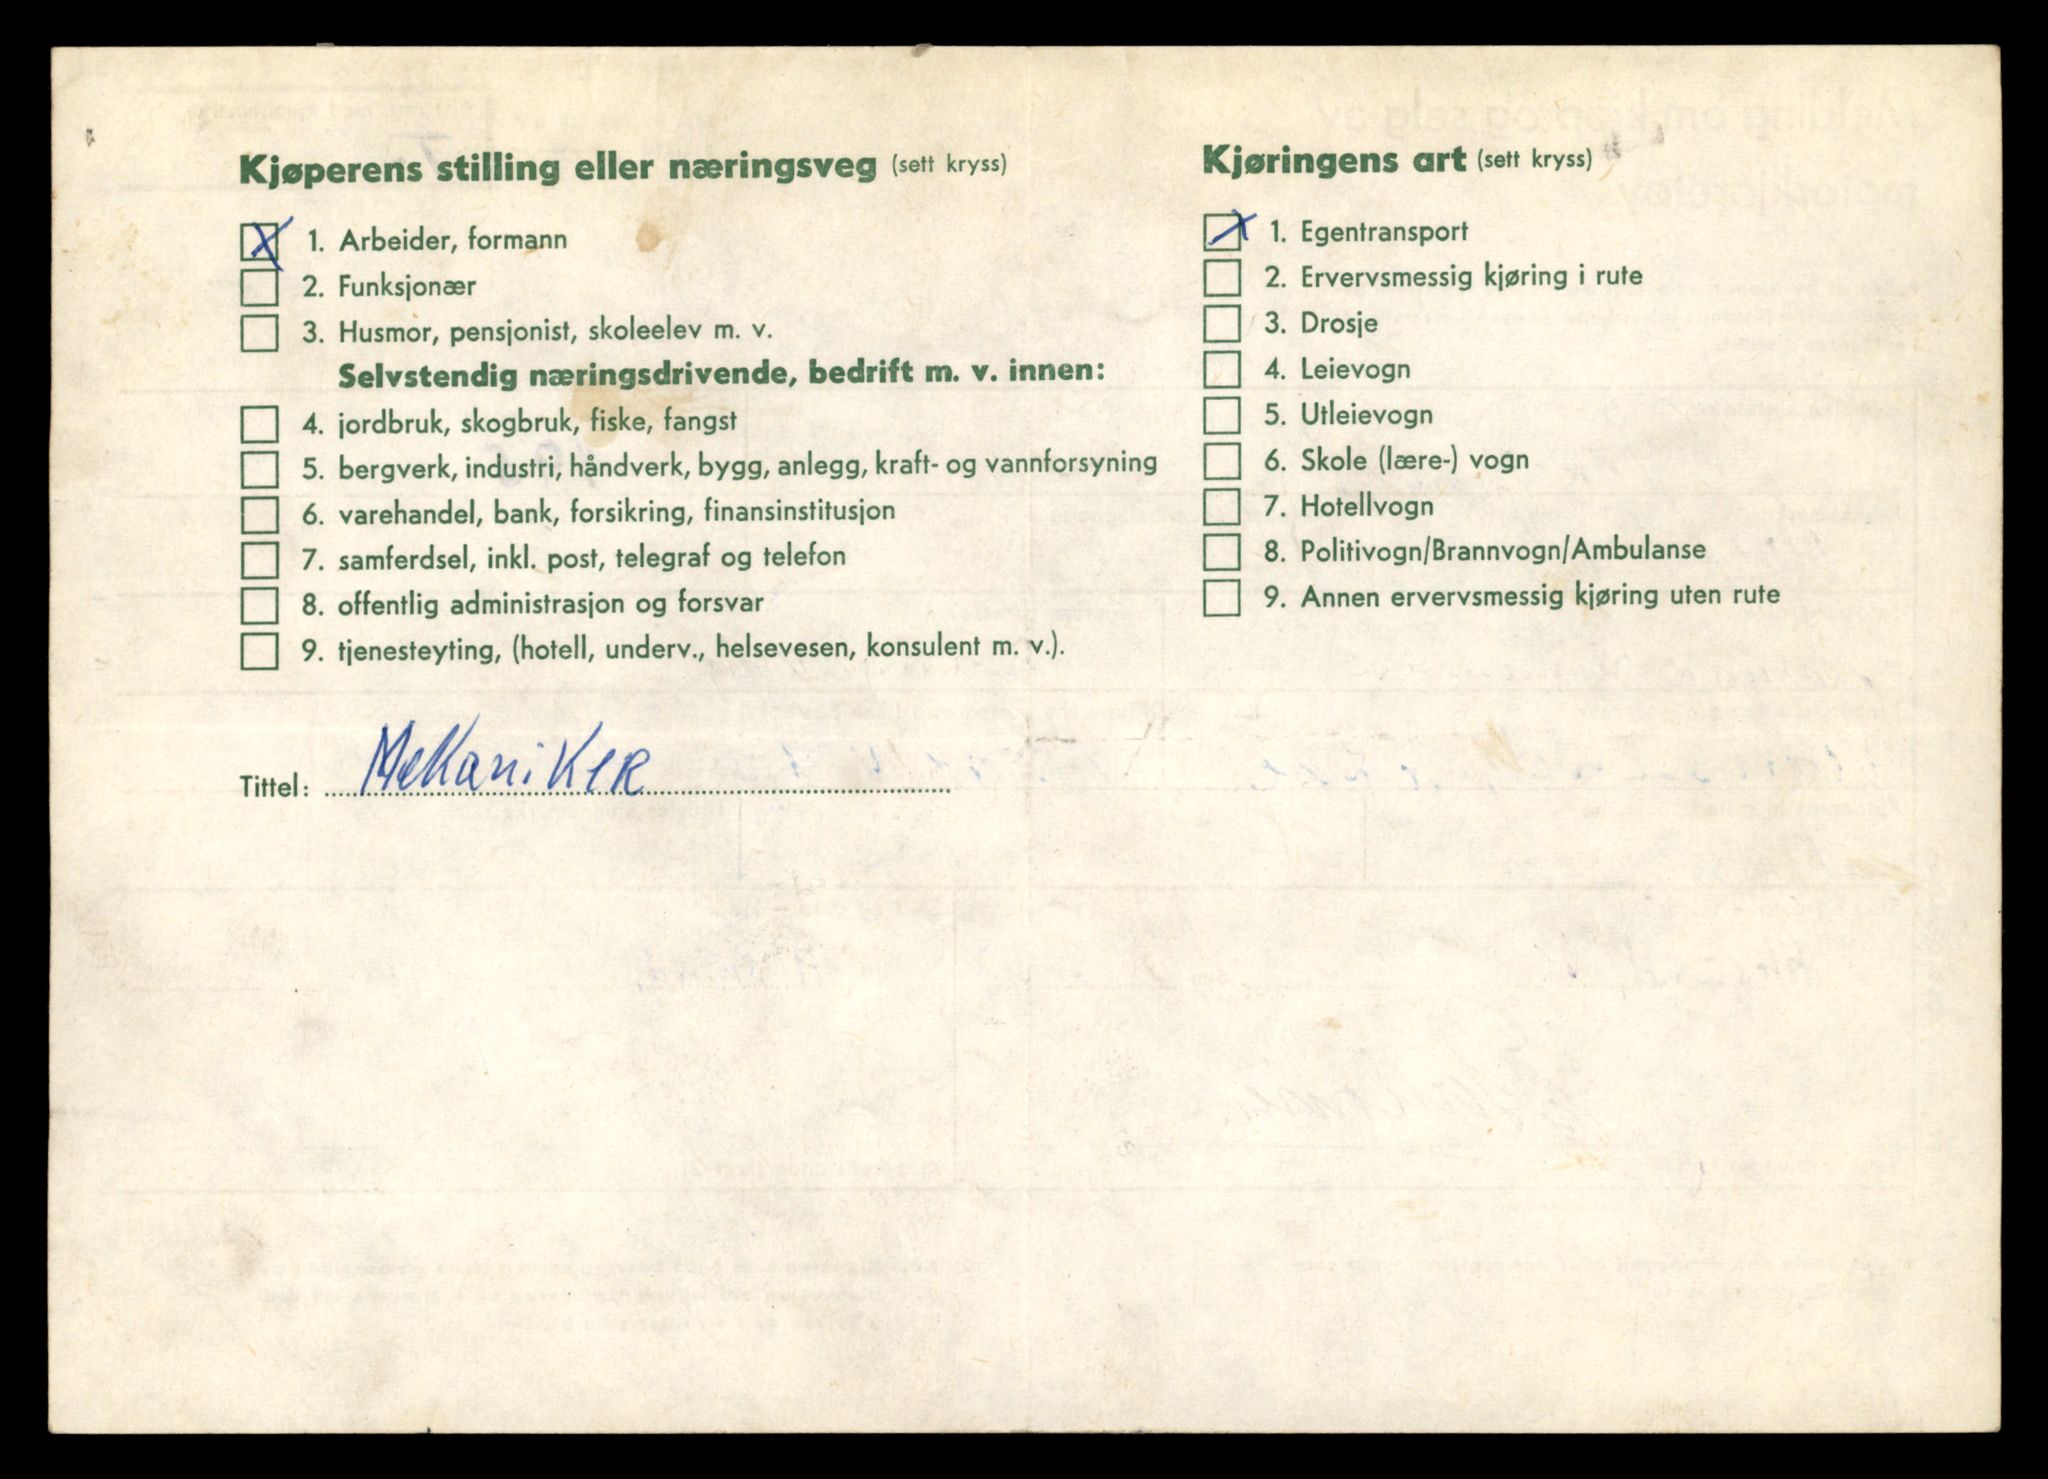 Kjøperens stilling eller næringsveg (sett kryss)
X 1. Arbeider, formann
2. Funksjonær
3. Husmor, pensjonist, skoleelev m. v.
Selvstendig næringsdrivende, bedrift m. v. innen:
4. jordbruk, skogbruk, fiske, fangst
5. bergverk, industri, håndverk, bygg, anlegg, kraft- og vannforsyning
6. varehandel, bank, forsikring, finansinstitusjon
7. samferdsel, inkl. post, telegraf og telefon
8. offentlig administrasjon og forsvar
9. tjenesteyting, (hotell, underv., helsevesen, konsulent m. v.).
Tittel: Mekaniker
Kjøringens art (sett kryss)
X 1. Egentransport
2. Ervervsmessig kjøring i rute
3. Drosje
4. Leievogn
5. Utleievogn
6. Skole (lære-) vogn
7. Hotellvogn
8. Politivogn/Brannvogn/Ambulanse
9. Annen ervervsmessig kjøring uten rute